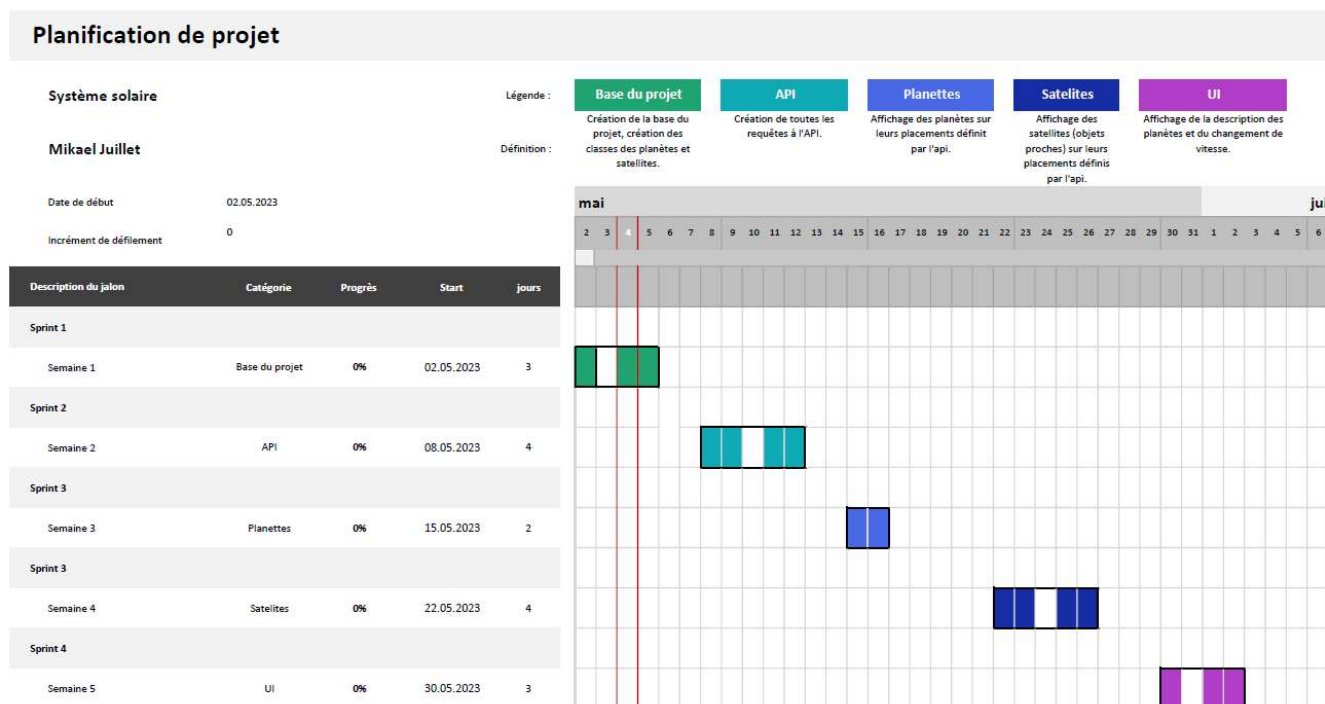 Planification de projet
Système solaire
Légende :
Base du projet
API
Planettes
Satelites
UI
Création de la base du
projet, création des
classes des planètes et
satellites.
Création de toutes les
requêtes à l'API.
Affichage des planètes sur
leurs placements définit
par l'api.
Affichage des
satellites (objets
proches) sur leurs
placements définis
par l'api.
Affichage de la description des
planètes et du changement de
vitesse.
Mikael Juillet
Définition :
Date de début 02.05.2023
Incrément de défilement 0
mai jui
2 3 4 5 6 7 8 9 10 11 12 13 14 15 16 17 18 19 20 21 22 23 24 25 26 27 28 29 30 31 1 2 3 4 5 6
Description du jalon Catégorie Progrès Start jours
Sprint 1
Semaine 1 Base du projet 0% 02.05.2023 3
Sprint 2
Semaine 2 API 0% 08.05.2023 4
Sprint 3
Semaine 3 Planettes 0% 15.05.2023 2
Sprint 3
Semaine 4 Satelites 0% 22.05.2023 4
Sprint 4
Semaine 5 UI 0% 30.05.2023 3